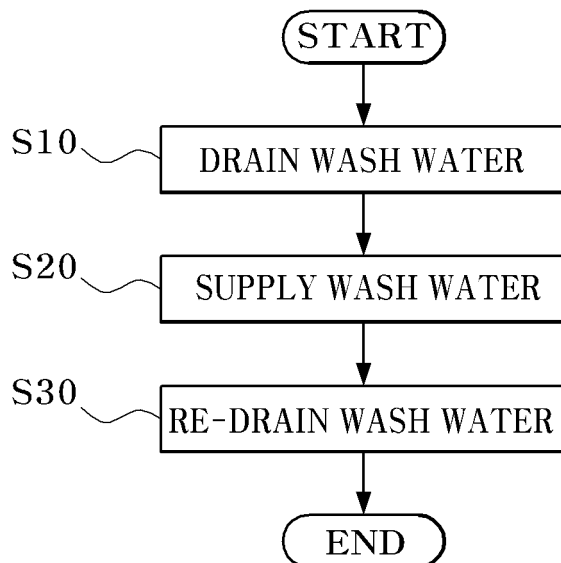 START
S10
DRAIN WASH WATER
S20
SUPPLY WASH WATER
S30
RE-DRAIN WASH WATER
END